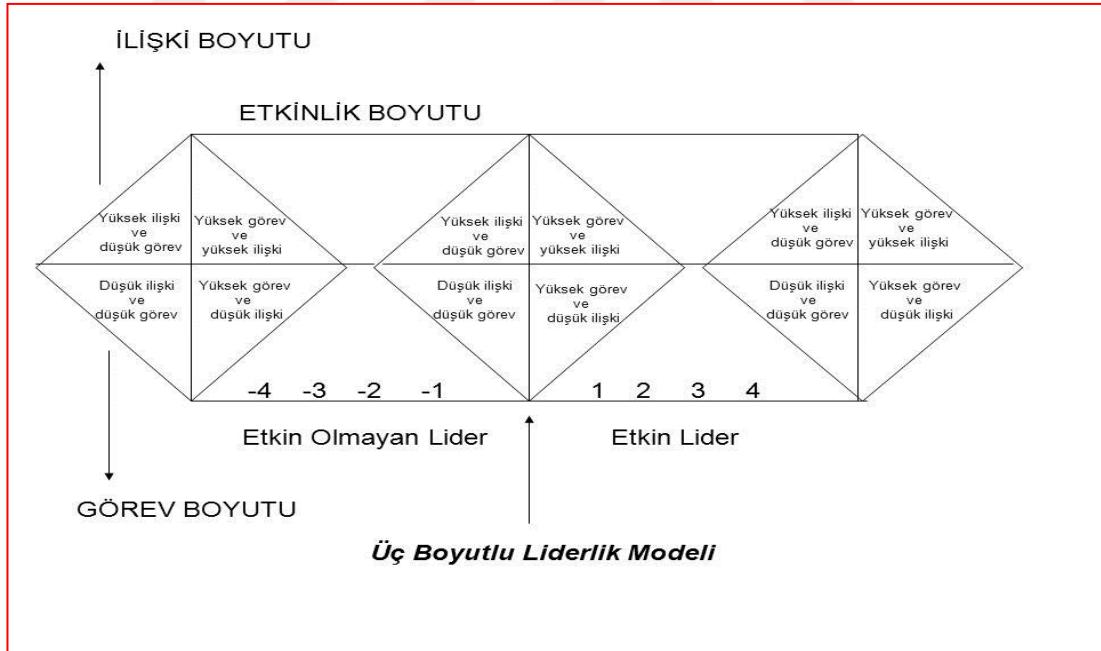 İLİŞKİ BOYUTU
ETKİNLİK BOYUTU
Yüksek ilişki
ve
düşük görev
Yüksek görev
ve
yüksek ilişki
Yüksek ilişki
ve
düşük görev
Yüksek görev
ve
yüksek ilişki
Yüksek ilişki
ve
düşük görev
Yüksek görev
ve
yüksek ilişki
Düşük ilişki
ve
düşük görev
Yüksek görev
ve
düşük ilişki
Düşük ilişki
ve
düşük görev
Yüksek görev
ve
düşük ilişki
Düşük ilişki
ve
düşük görev
Yüksek görev
ve
düşük ilişki
-4 -3 -2 -1 1 2 3 4
Etkin Olmayan Lider Etkin Lider
GÖREV BOYUTU
Üç Boyutlu Liderlik Modeli